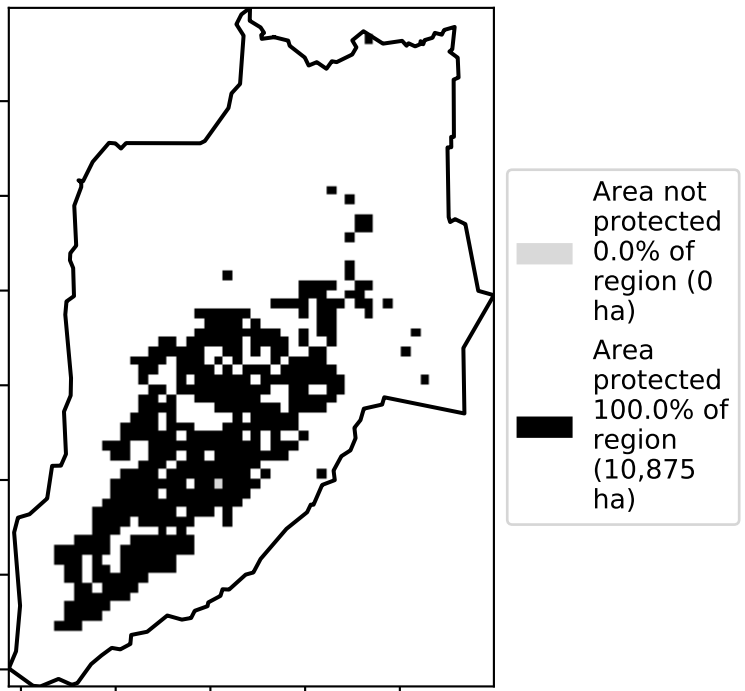 Area not
protected
0.0% of
region (0
ha)
Area
protected
100.0% of
region
(10,875
ha)